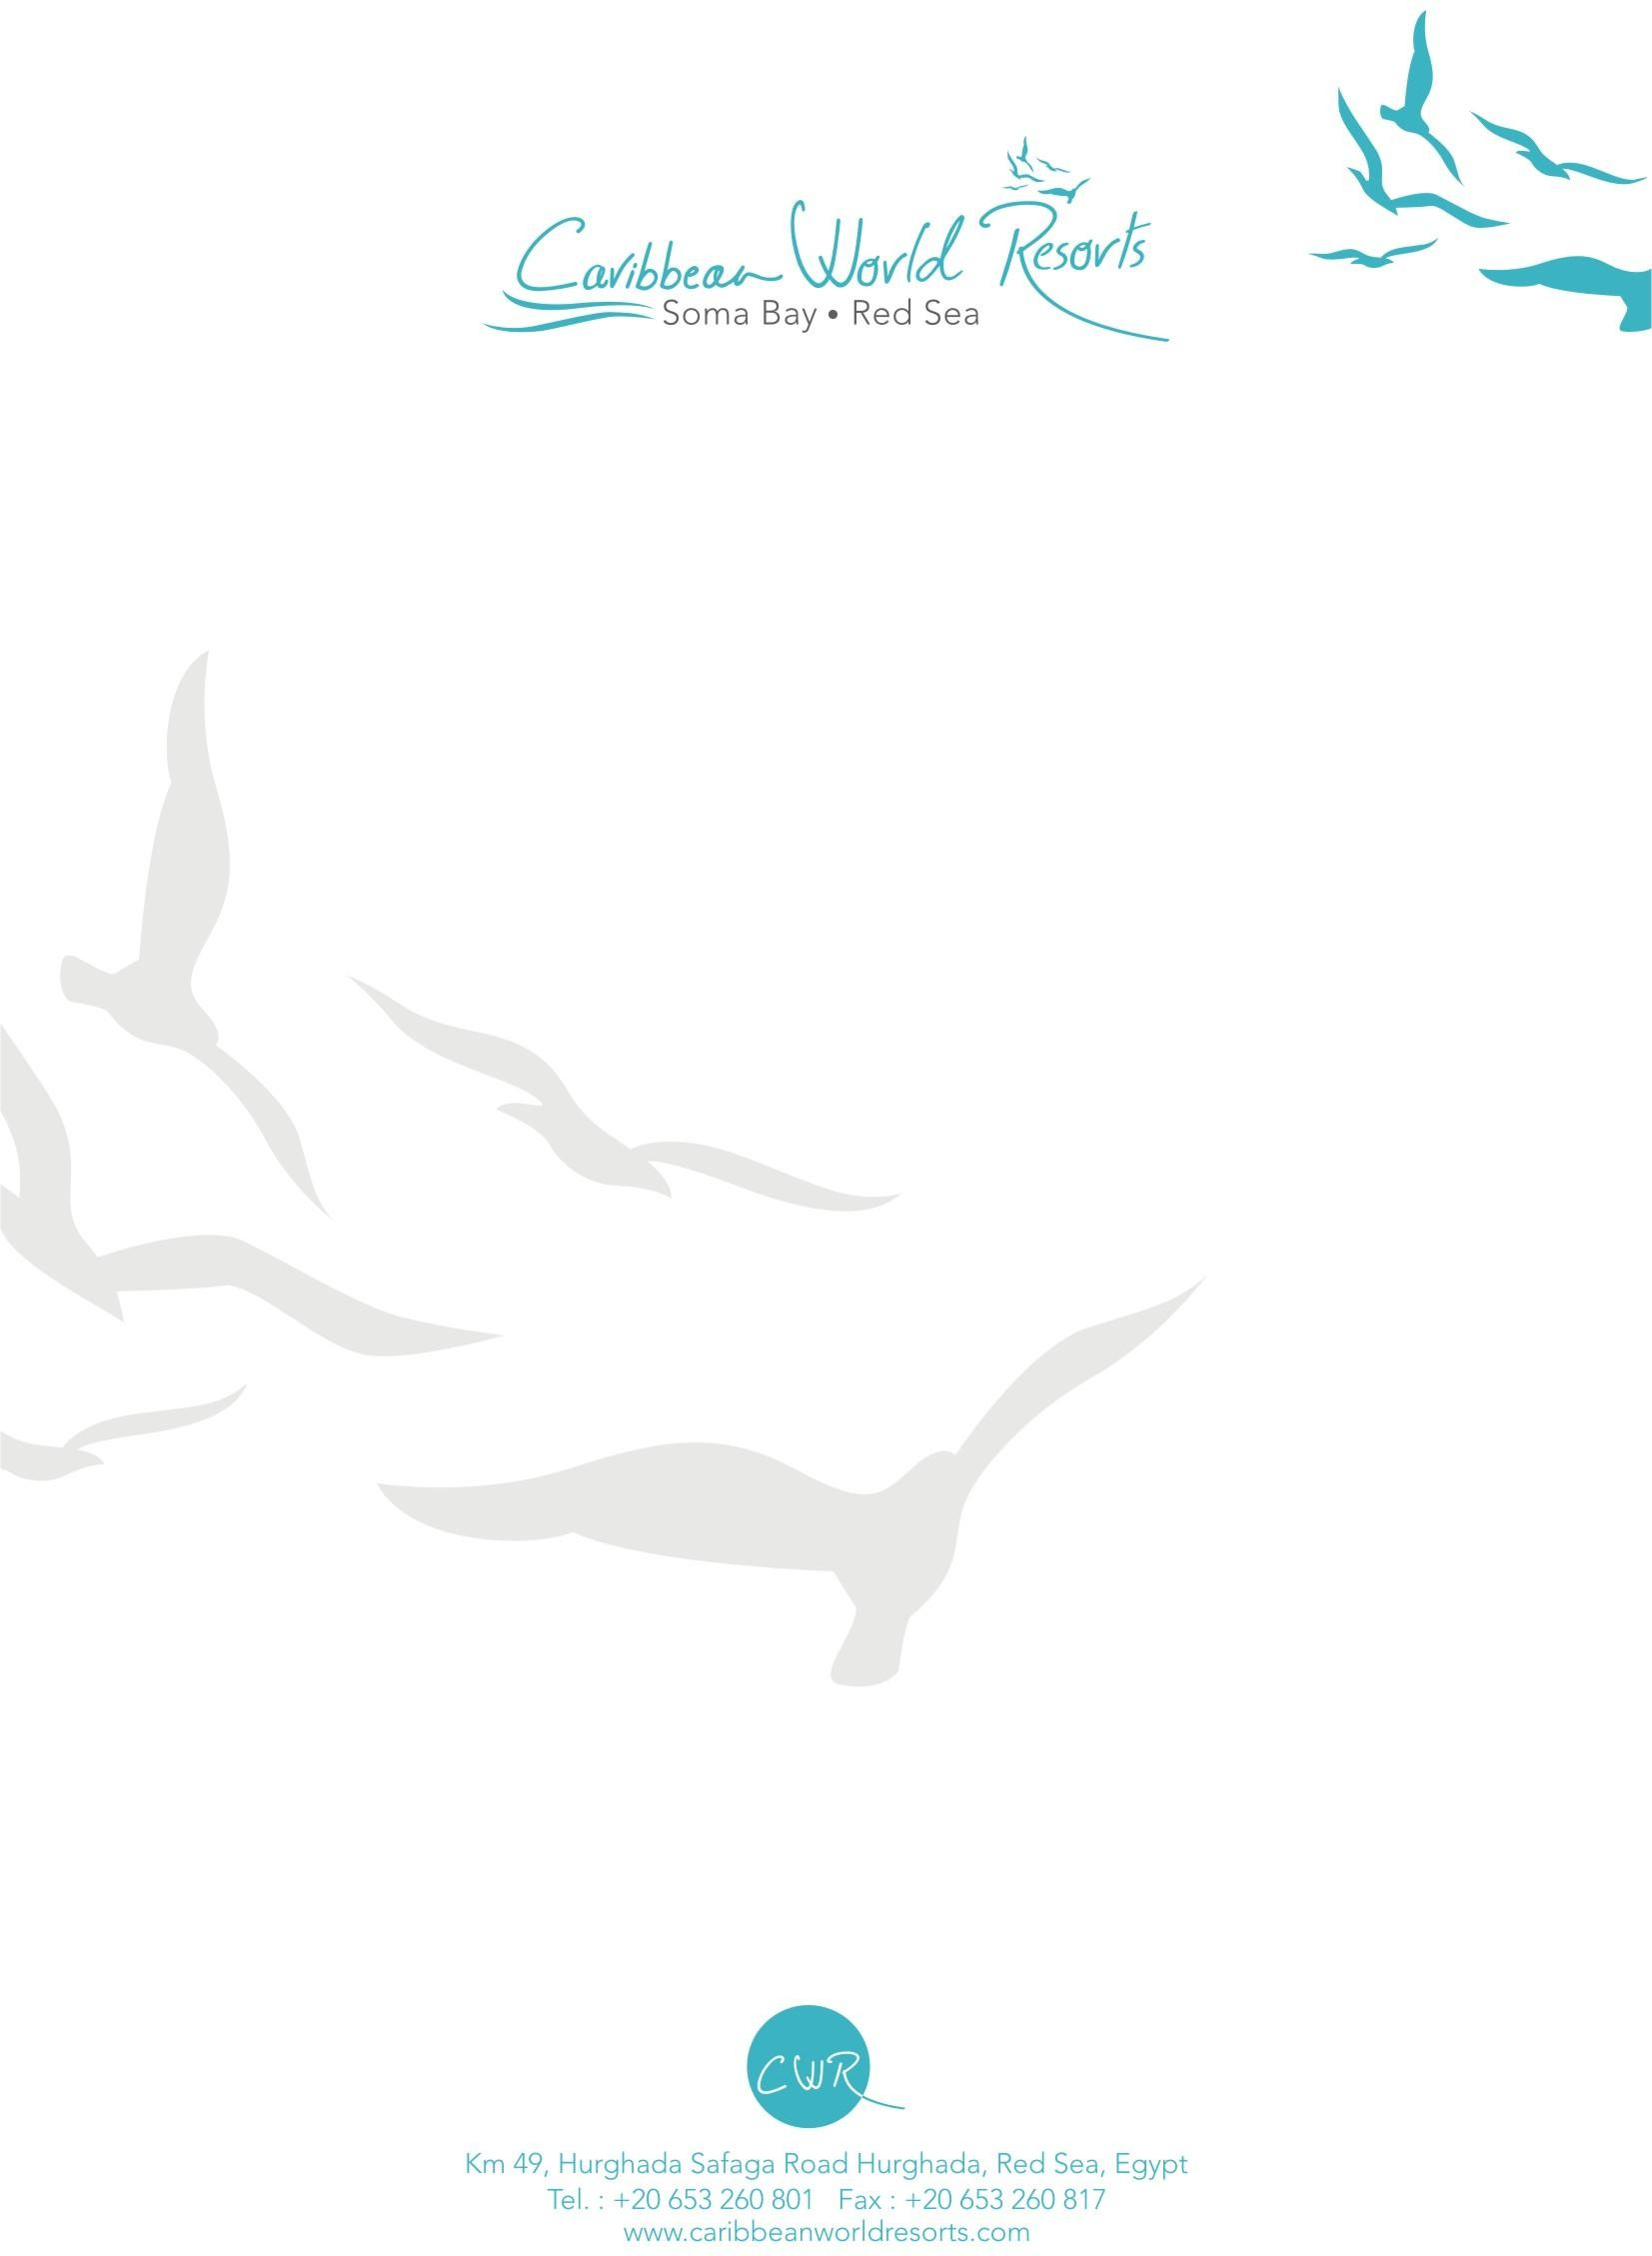 Caribbean World Resorts
Soma Bay • Red Sea
CWR
Km 49, Hurghada Safaga Road Hurghada, Red Sea, Egypt
Tel. : +20 653 260 801 Fax : +20 653 260 817
www.caribbeanworldresorts.com